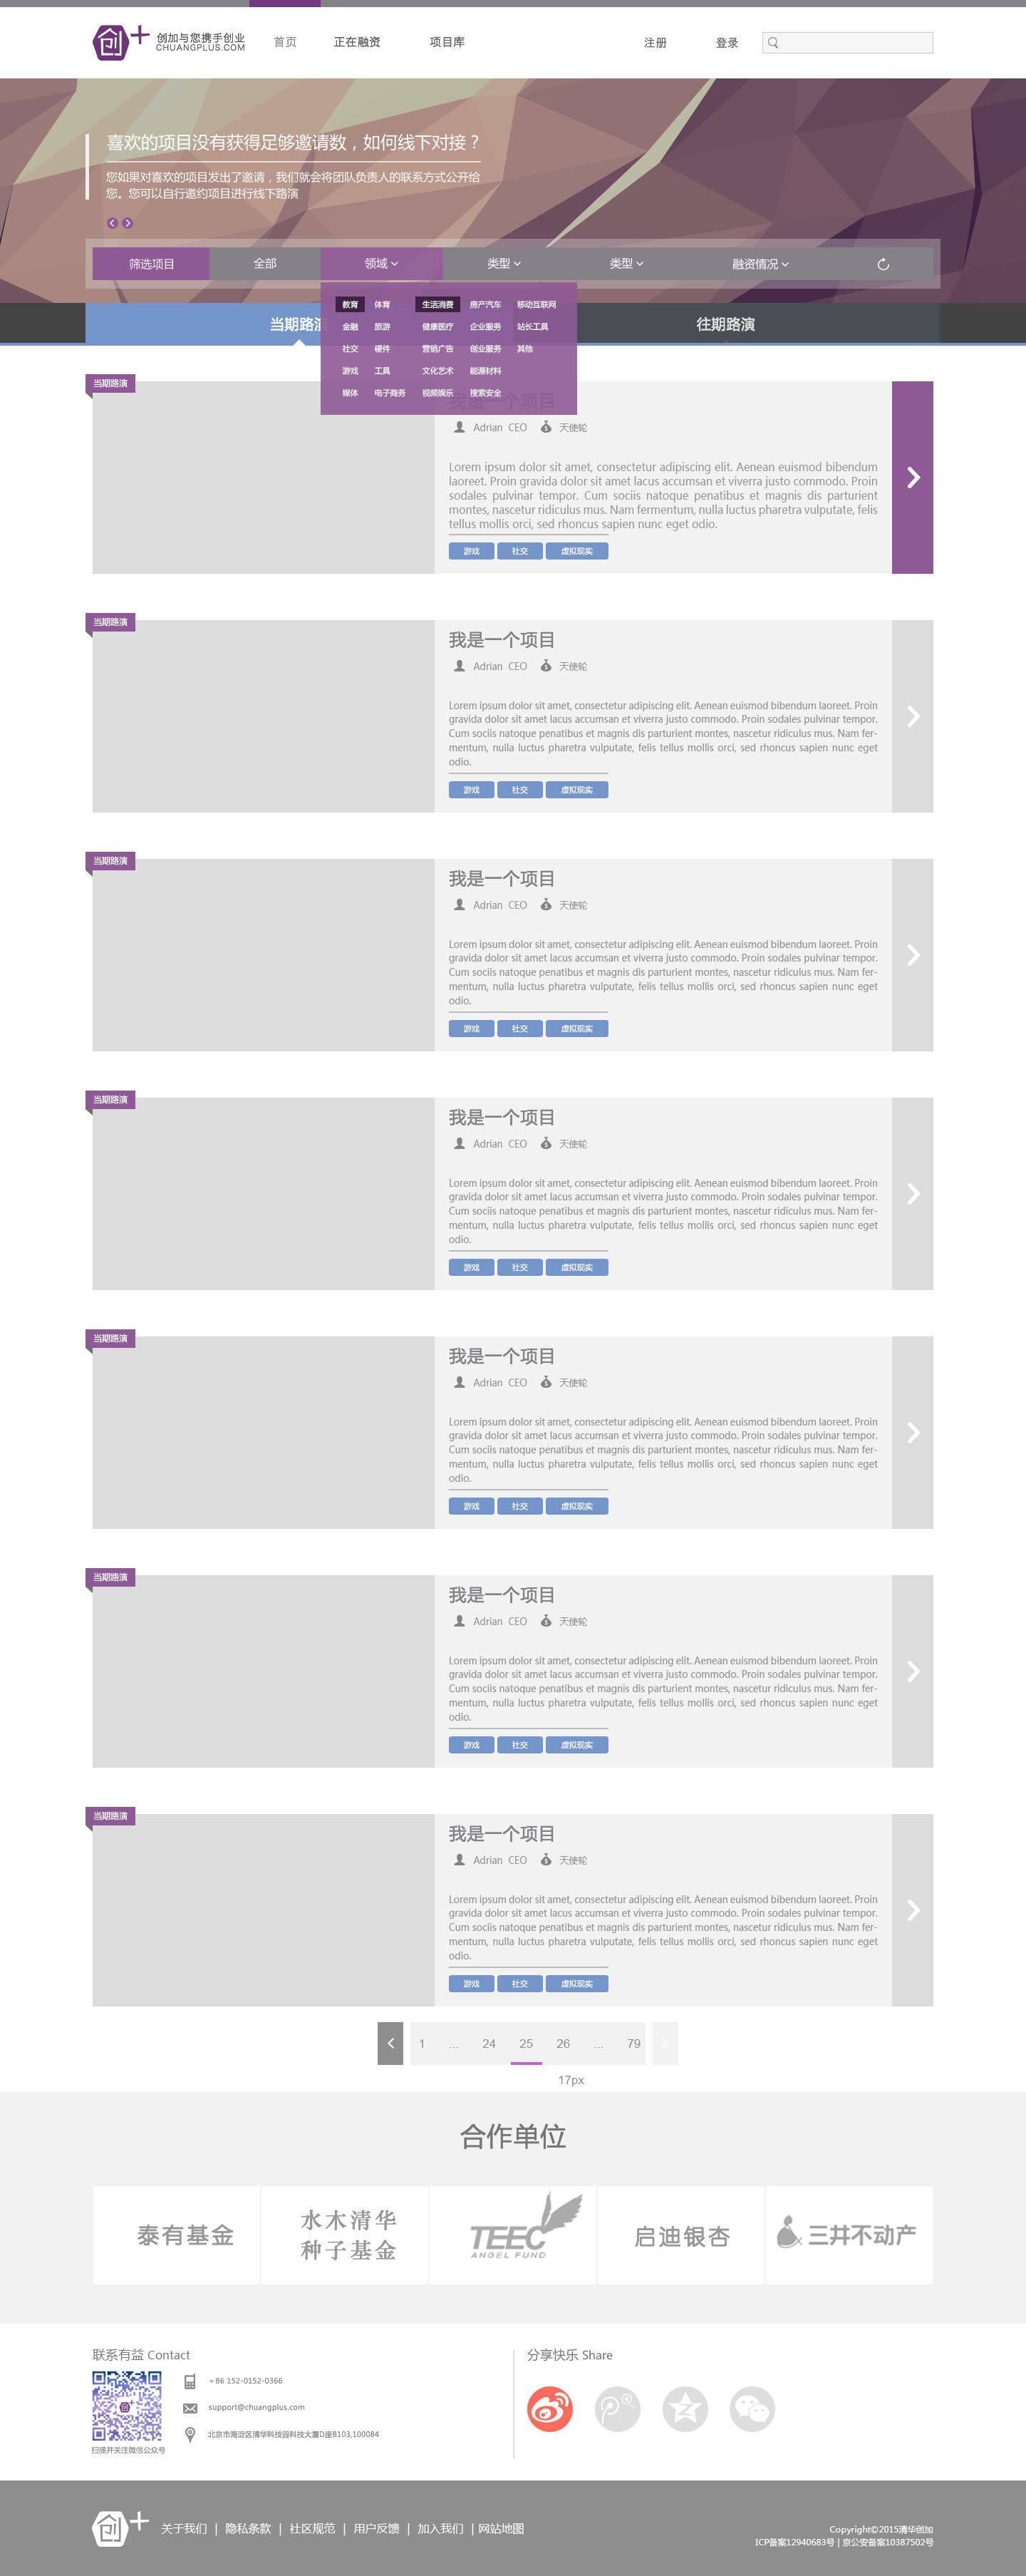 创 创加与您携手创业 首页 正在融资 项目库 注册 登录
CHUANGPLUS.COM
喜欢的项目没有获得足够邀请数，如何线下对接？
您如果对喜欢的项目发出了邀请，我们就会将团队负责人的联系方式公开给
您。您可以自行邀约项目进行线下路演
筛选项目 全部 领域 类型 类型 融资情况
教育 体育 生活消费 房产汽车 移动互联网
金融 旅游 健康医疗 企业服务 站长工具
社交 硬件 营销广告 创业服务 其他
游戏 工具 文化艺术 能源材料
媒体 电子商务 视频娱乐 搜索安全
当期路演 往期路演
当期路演
我是一个项目
Adrian CEO 天使轮
Lorem ipsum dolor sit amet, consectetur adipiscing elit. Aenean euismod bibendum
laoreet. Proin gravida dolor sit amet lacus accumsan et viverra justo commodo. Proin
sodales pulvinar tempor. Cum sociis natoque penatibus et magnis dis parturient
montes, nascetur ridiculus mus. Nam fermentum, nulla luctus pharetra vulputate, felis
tellus mollis orci, sed rhoncus sapien nunc eget odio.
游戏 社交 虚拟现实
当期路演
我是一个项目
Adrian CEO 天使轮
Lorem ipsum dolor sit amet, consectetur adipiscing elit. Aenean euismod bibendum laoreet. Proin
gravida dolor sit amet lacus accumsan et viverra justo commodo. Proin sodales pulvinar tempor.
Cum sociis natoque penatibus et magnis dis parturient montes, nascetur ridiculus mus. Nam fer-
mentum, nulla luctus pharetra vulputate, felis tellus mollis orci, sed rhoncus sapien nunc eget
odio.
游戏 社交 虚拟现实
当期路演
我是一个项目
Adrian CEO 天使轮
Lorem ipsum dolor sit amet, consectetur adipiscing elit. Aenean euismod bibendum laoreet. Proin
gravida dolor sit amet lacus accumsan et viverra justo commodo. Proin sodales pulvinar tempor.
Cum sociis natoque penatibus et magnis dis parturient montes, nascetur ridiculus mus. Nam fer-
mentum, nulla luctus pharetra vulputate, felis tellus mollis orci, sed rhoncus sapien nunc eget
odio.
游戏 社交 虚拟现实
当期路演
我是一个项目
Adrian CEO 天使轮
Lorem ipsum dolor sit amet, consectetur adipiscing elit. Aenean euismod bibendum laoreet. Proin
gravida dolor sit amet lacus accumsan et viverra justo commodo. Proin sodales pulvinar tempor.
Cum sociis natoque penatibus et magnis dis parturient montes, nascetur ridiculus mus. Nam fer-
mentum, nulla luctus pharetra vulputate, felis tellus mollis orci, sed rhoncus sapien nunc eget
odio.
游戏 社交 虚拟现实
当期路演
我是一个项目
Adrian CEO 天使轮
Lorem ipsum dolor sit amet, consectetur adipiscing elit. Aenean euismod bibendum laoreet. Proin
gravida dolor sit amet lacus accumsan et viverra justo commodo. Proin sodales pulvinar tempor.
Cum sociis natoque penatibus et magnis dis parturient montes, nascetur ridiculus mus. Nam fer-
mentum, nulla luctus pharetra vulputate, felis tellus mollis orci, sed rhoncus sapien nunc eget
odio.
游戏 社交 虚拟现实
当期路演
我是一个项目
Adrian CEO 天使轮
Lorem ipsum dolor sit amet, consectetur adipiscing elit. Aenean euismod bibendum laoreet. Proin
gravida dolor sit amet lacus accumsan et viverra justo commodo. Proin sodales pulvinar tempor.
Cum sociis natoque penatibus et magnis dis parturient montes, nascetur ridiculus mus. Nam fer-
mentum, nulla luctus pharetra vulputate, felis tellus mollis orci, sed rhoncus sapien nunc eget
odio.
游戏 社交 虚拟现实
当期路演
我是一个项目
Adrian CEO 天使轮
Lorem ipsum dolor sit amet, consectetur adipiscing elit. Aenean euismod bibendum laoreet. Proin
gravida dolor sit amet lacus accumsan et viverra justo commodo. Proin sodales pulvinar tempor.
Cum sociis natoque penatibus et magnis dis parturient montes, nascetur ridiculus mus. Nam fer-
mentum, nulla luctus pharetra vulputate, felis tellus mollis orci, sed rhoncus sapien nunc eget
odio.
游戏 社交 虚拟现实
1 ... 24 25 26 ... 79
17px
合作单位
泰有基金
水木清华
种子基金
TEEC
ANGEL FUND
启迪银杏
三井不动产
联系有益 Contact
+86 152-0152-0366
support@chuangplus.com
北京市海淀区清华科技园科技大厦D座B103,100084
扫描并关注微信公众号
分享快乐 Share
创 关于我们 | 隐私条款 | 社区规范 | 用户反馈 | 加入我们 | 网站地图
Copyright©2015清华创加
ICP备案12940683号 | 京公安备案10387502号